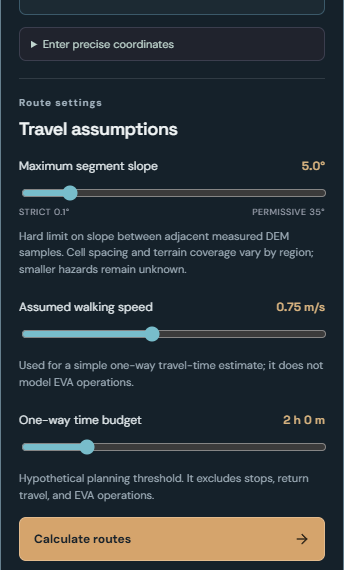 Enter precise coordinates
Route settings
Travel assumptions
Maximum segment slope 5.0°
STRICT 0.1° PERMISSIVE 35°
Hard limit on slope between adjacent measured DEM
samples. Cell spacing and terrain coverage vary by region;
smaller hazards remain unknown.
Assumed walking speed 0.75 m/s
Used for a simple one-way travel-time estimate; it does not
model EVA operations.
One-way time budget 2 h 0 m
Hypothetical planning threshold. It excludes stops, return
travel, and EVA operations.
Calculate routes →